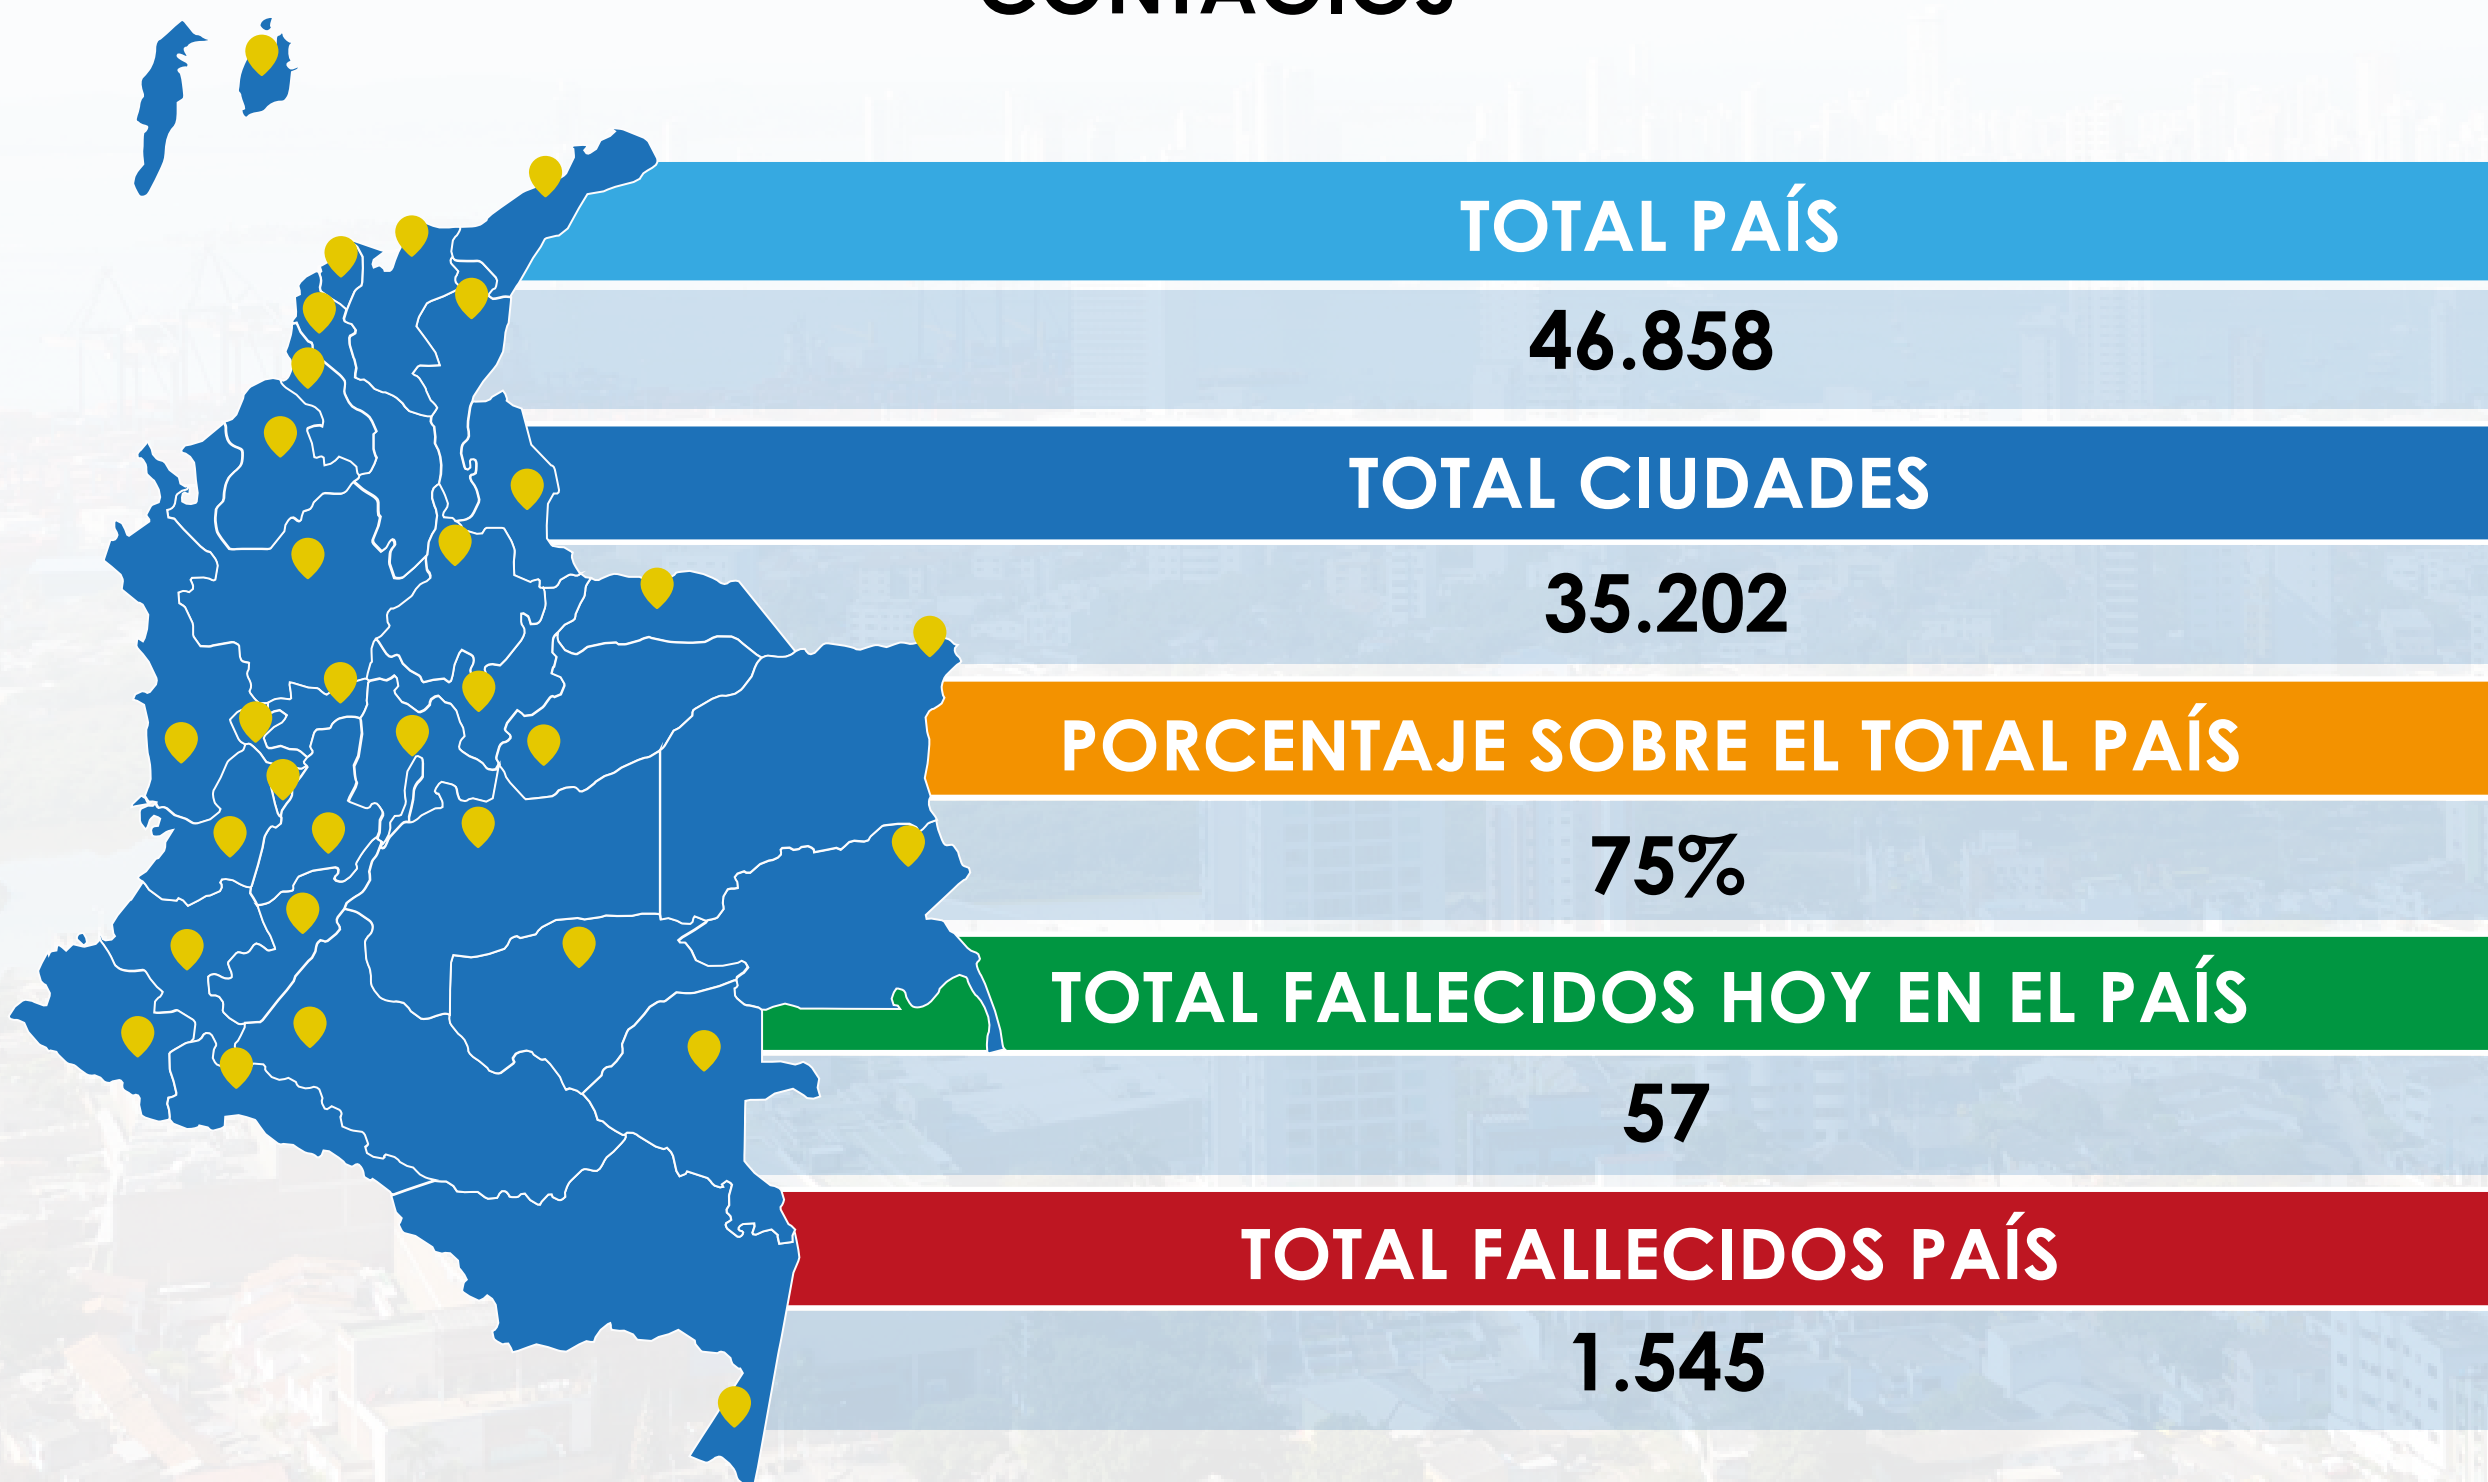 CONTAGIOS
TOTAL PAÍS
46.858
TOTAL CIUDADES
35.202
PORCENTAJE SOBRE EL TOTAL PAÍS
75%
TOTAL FALLECIDOS HOY EN EL PAÍS
57
TOTAL FALLECIDOS PAÍS
1.545